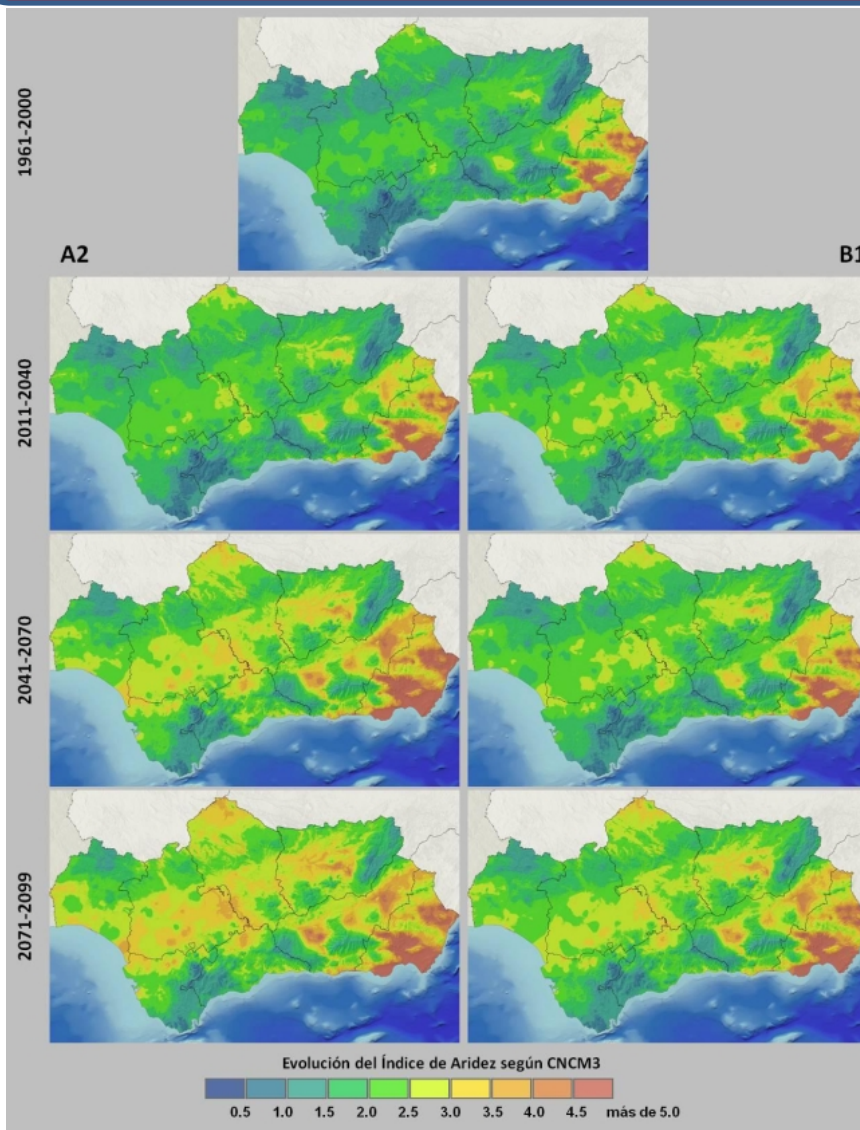 1961-2000
A2
B1
2011-2040
2041-2070
2071-2099
Evolución del Índice de Aridez según CNCM3
0.5 1.0 1.5 2.0 2.5 3.0 3.5 4.0 4.5 más de 5.0